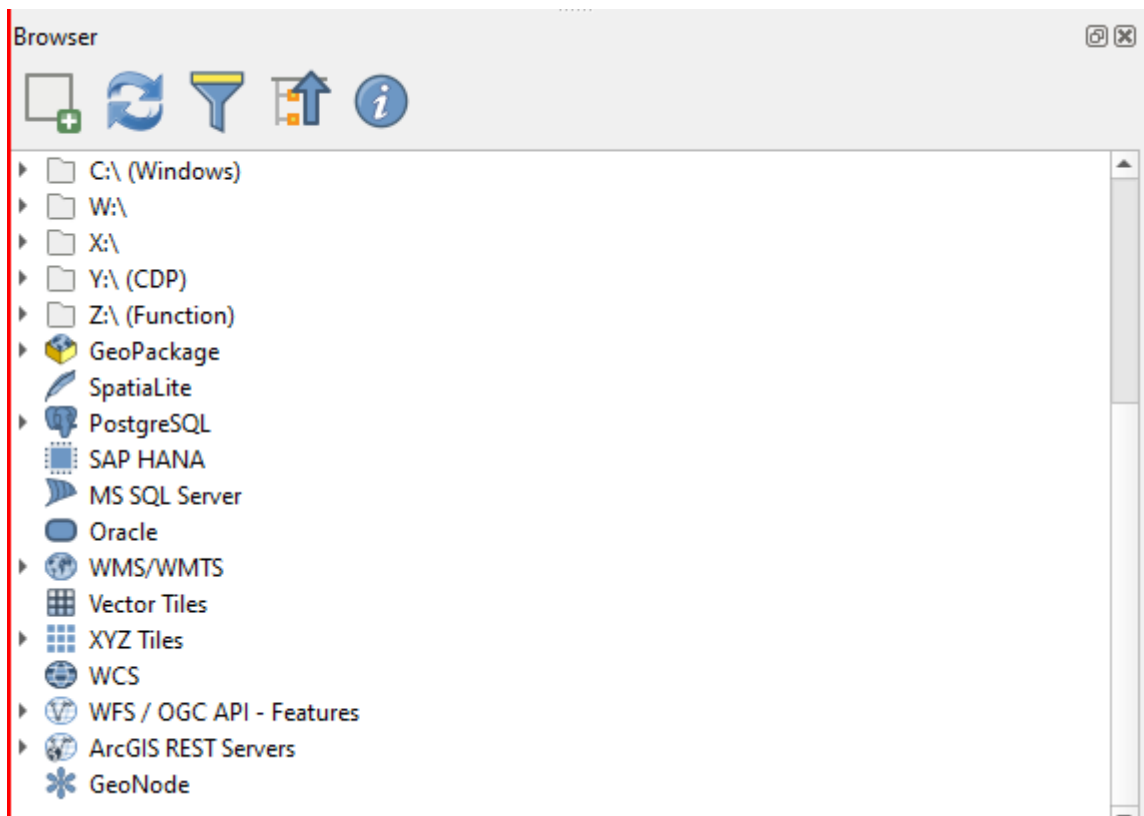 Browser
C:\ (Windows)
W:\
X:\
Y:\ (CDP)
Z:\ (Function)
GeoPackage
SpatiaLite
PostgreSQL
SAP HANA
MS SQL Server
Oracle
WMS/WMTS
Vector Tiles
XYZ Tiles
WCS
WFS / OGC API - Features
ArcGIS REST Servers
GeoNode